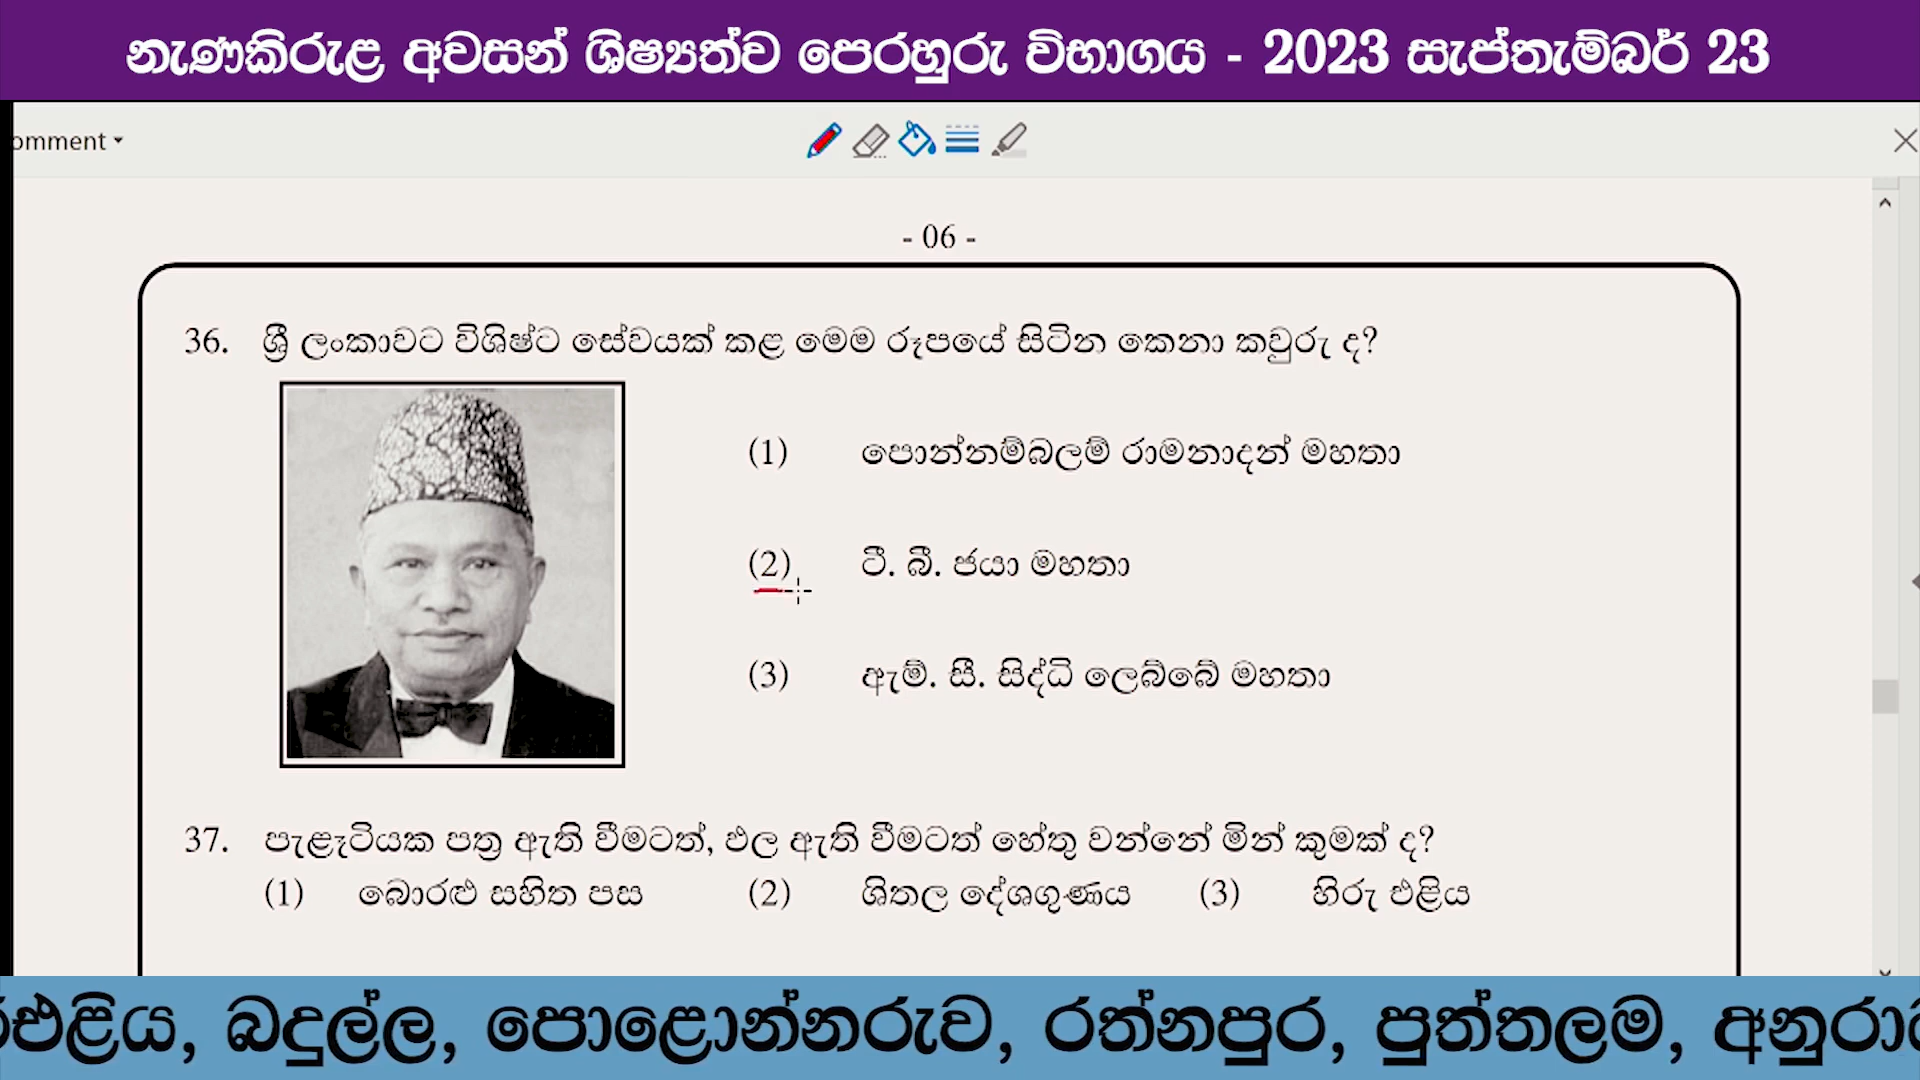 නැණකිරුළ අවසන් ශිෂ්‍යත්ව පෙරහුරු විභාගය - 2023 සැප්තැම්බර් 23
omment
- 06 -
36. ශ්‍රී ලංකාවට විශිෂ්ට සේවයක් කළ මෙම රූපයේ සිටින කෙනා කවුරු ද?
(1) පොන්නම්බලම් රාමනාදන් මහතා
(2) ටී. බී. ජයා මහතා
(3) ඇම්. සී. සිද්ධි ලෙබ්බේ මහතා
37. පැළෑටියක පත්‍ර ඇති වීමටත්, ඵල ඇති වීමටත් හේතු වන්නේ මින් කුමක් ද?
(1) බොරළු සහිත පස (2) ශිතල දේශගුණය (3) හිරු එළිය
එළිය, බදුල්ල, පොළොන්නරුව, රත්නපුර, පුත්තලම, අනුරා